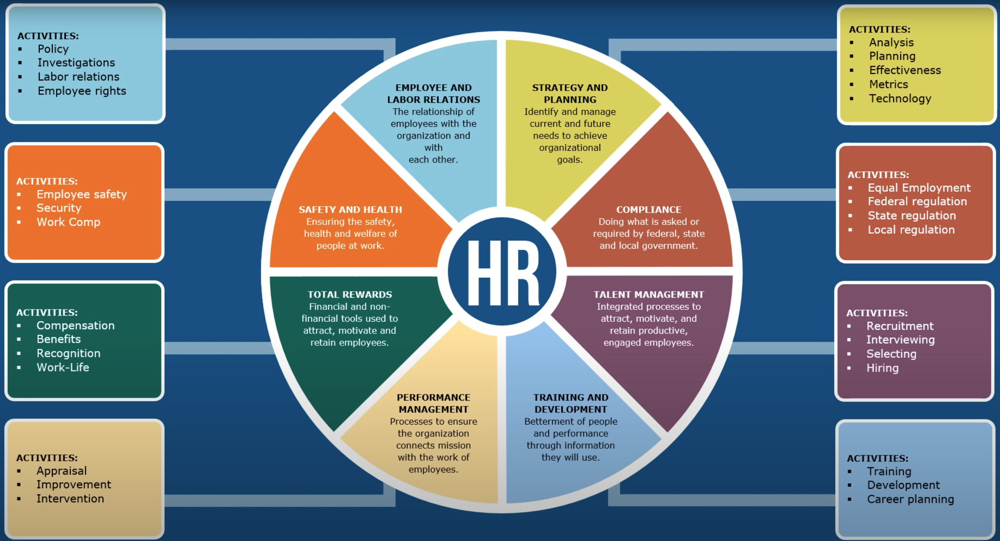 ACTIVITIES:
▪ Policy
▪ Investigations
▪ Labor relations
▪ Employee rights
ACTIVITIES:
▪ Employee safety
▪ Security
▪ Work Comp
ACTIVITIES:
▪ Compensation
▪ Benefits
▪ Recognition
▪ Work-Life
ACTIVITIES:
▪ Appraisal
▪ Improvement
▪ Intervention
EMPLOYEE AND
LABOR RELATIONS
The relationship of
employees with the
organization and
with
each other.
STRATEGY AND
PLANNING
Identify and manage
current and future
needs to achieve
organizational
goals.
SAFETY AND HEALTH
Ensuring the safety,
health and welfare of
people at work.
COMPLIANCE
Doing what is asked or
required by federal, state
and local government.
HR
TOTAL REWARDS
Financial and non-
financial tools used to
attract, motivate and
retain employees.
TALENT MANAGEMENT
Integrated processes to
attract, motivate, and
retain productive,
engaged employees.
PERFORMANCE
MANAGEMENT
Processes to ensure
the organization
connects mission
with the work of
employees.
TRAINING AND
DEVELOPMENT
Betterment of people
and performance
through information
they will use.
ACTIVITIES:
▪ Analysis
▪ Planning
▪ Effectiveness
▪ Metrics
▪ Technology
ACTIVITIES:
▪ Equal Employment
▪ Federal regulation
▪ State regulation
▪ Local regulation
ACTIVITIES:
▪ Recruitment
▪ Interviewing
▪ Selecting
▪ Hiring
ACTIVITIES:
▪ Training
▪ Development
▪ Career planning